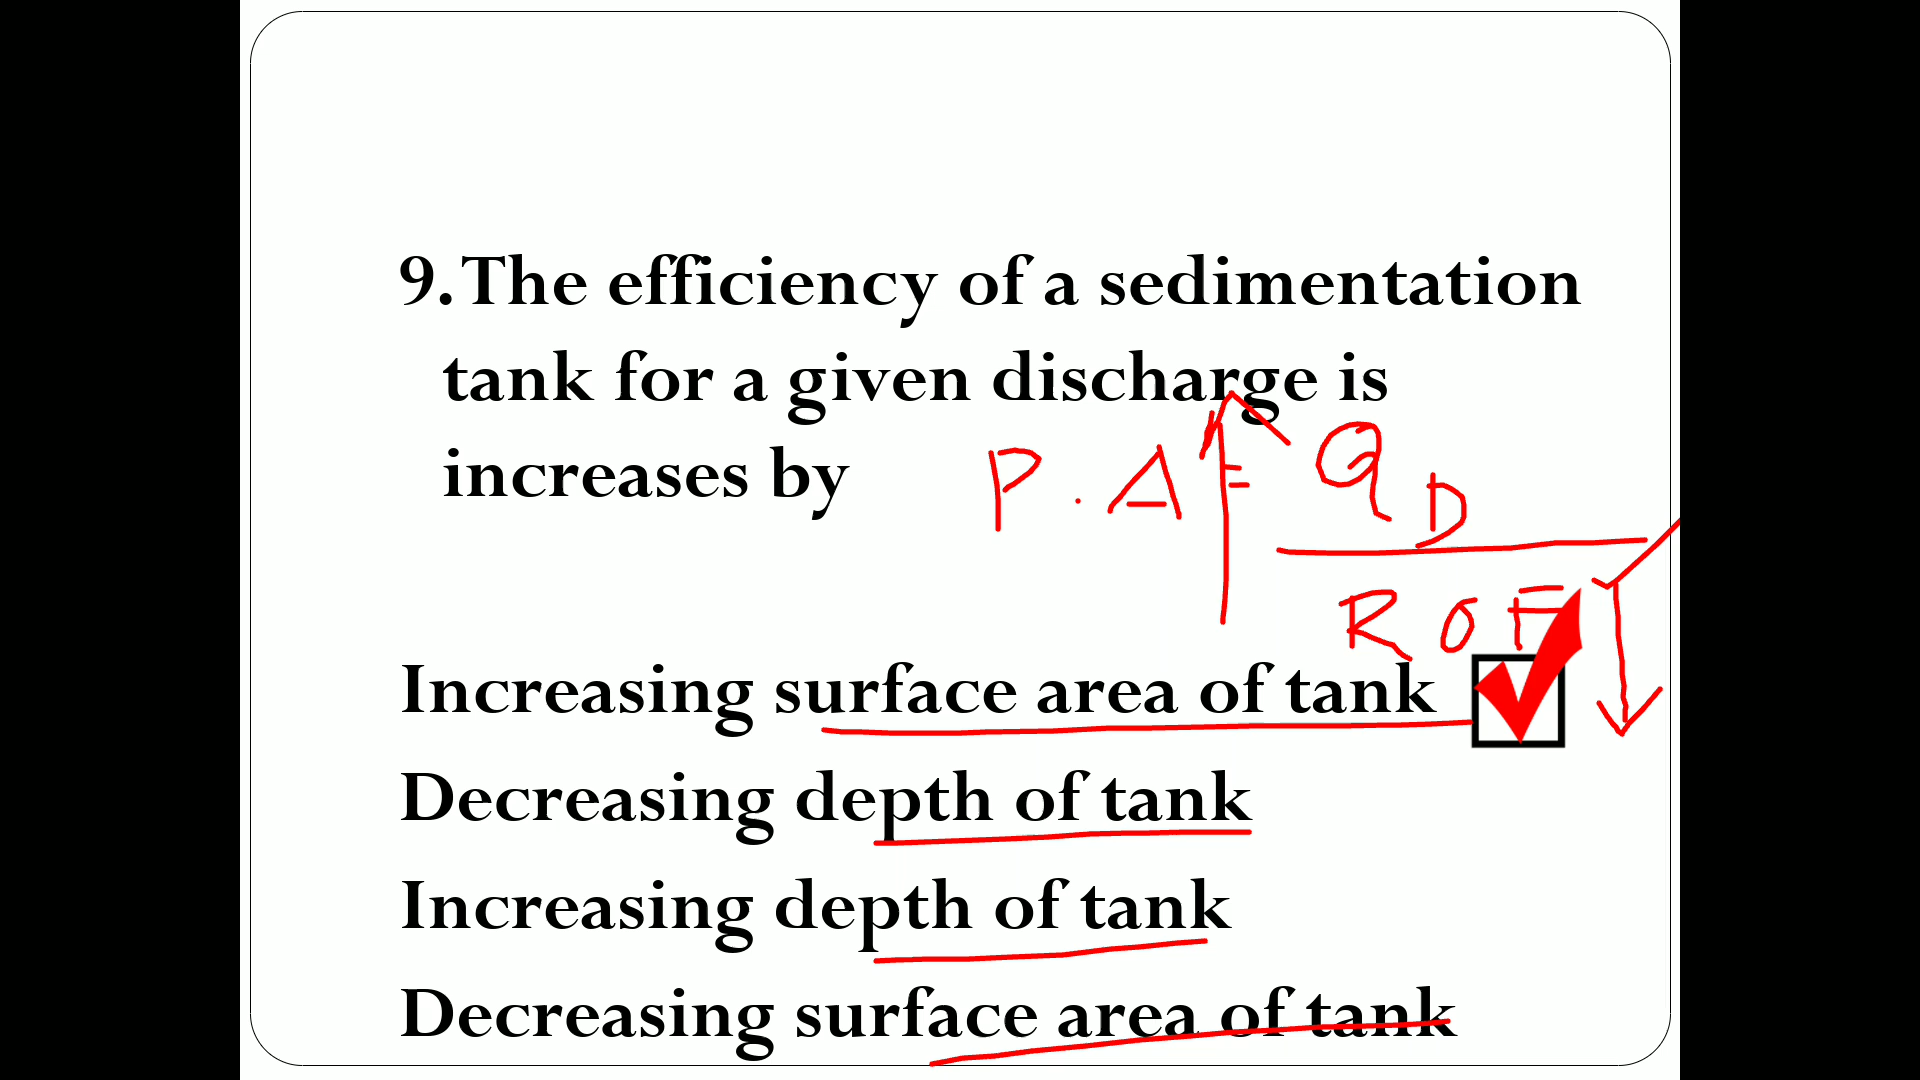 9. The efficiency of a sedimentation
tank for a given discharge is
increases by
P.A = QD
ROF
Increasing surface area of tank
Decreasing depth of tank
Increasing depth of tank
Decreasing surface area of tank